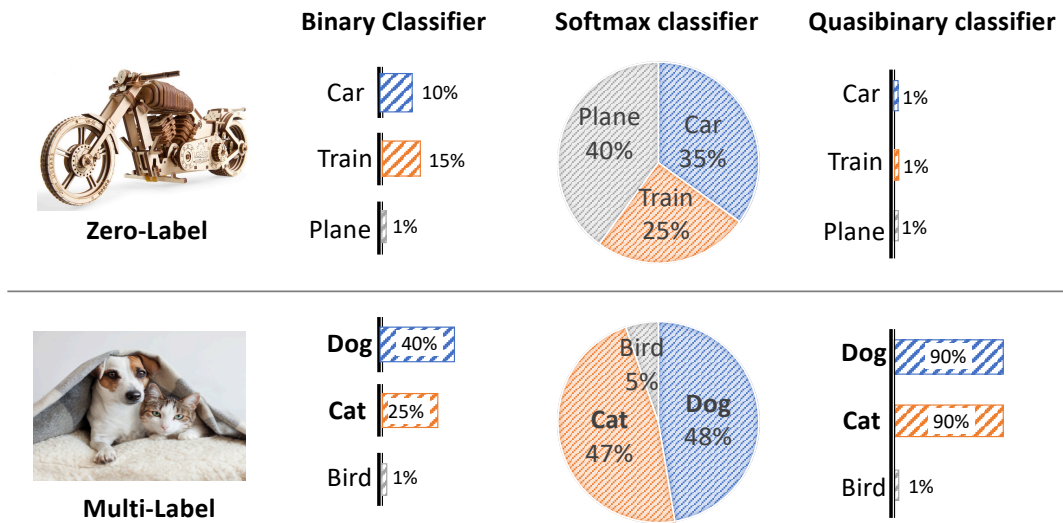 Binary Classifier
Softmax classifier
Quasibinary classifier
Zero-Label
Car
10%
Train
15%
Plane
1%
Plane
40%
Car
35%
Train
25%
Car
1%
Train
1%
Plane
1%
Multi-Label
Dog
40%
Cat
25%
Bird
1%
Bird
5%
Cat
47%
Dog
48%
Dog
90%
Cat
90%
Bird
1%